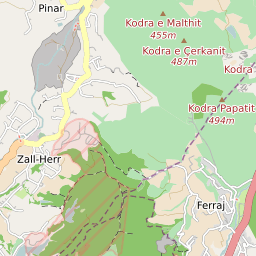 Pinar
Kodra e Malthit
455m
Kodra e Çerkanit
487m
Kodra
Kodra Papatit
494m
Zall-Herr
Ferraj